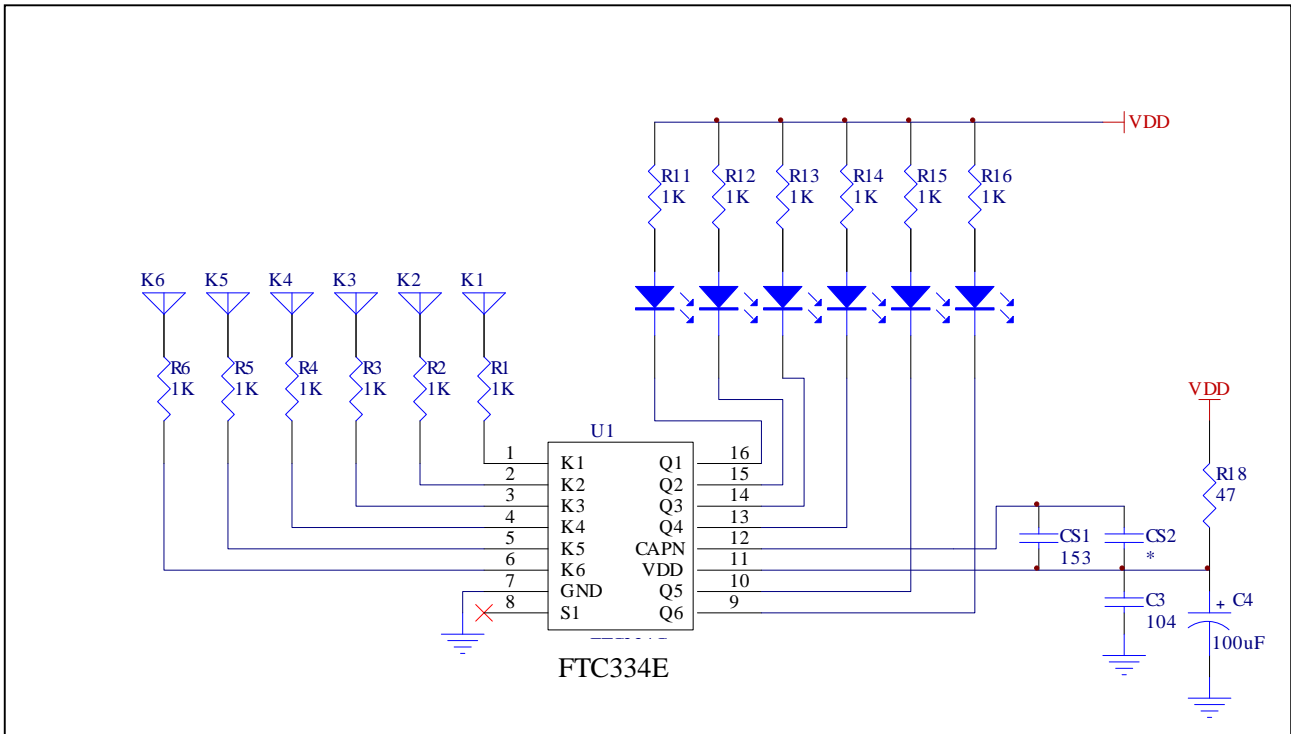 VDD
R11 R12 R13 R14 R15 R16
1K 1K 1K 1K 1K 1K
K6 K5 K4 K3 K2 K1
R6 R5 R4 R3 R2 R1
1K 1K 1K 1K 1K 1K
VDD
R18
47
U1
1 K1 Q1 16
2 K2 Q2 15
3 K3 Q3 14
4 K4 Q4 13
5 K5 CAPN 12
6 K6 VDD 11
7 GND Q5 10
8 S1 Q6 9
CS1 CS2
153 *
C3 + C4
104 100uF
FTC334E